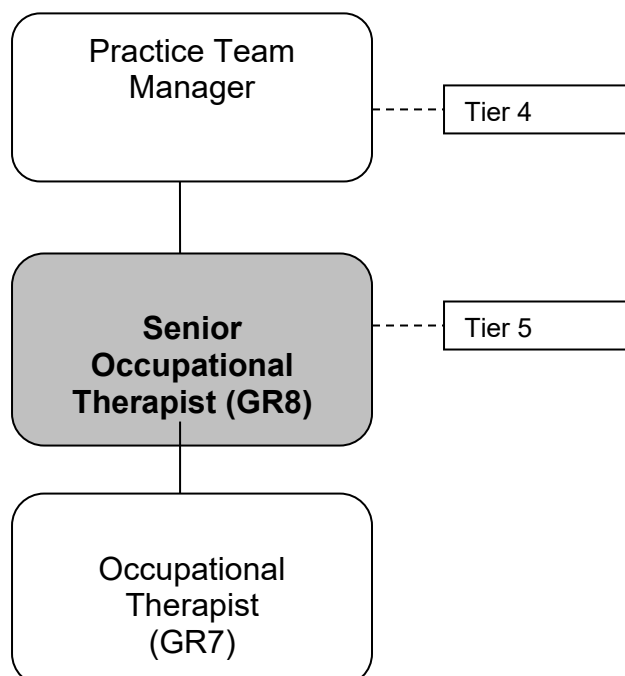 Practice Team
Manager
Tier 4
Senior
Occupational
Therapist (GR8)
Tier 5
Occupational
Therapist
(GR7)